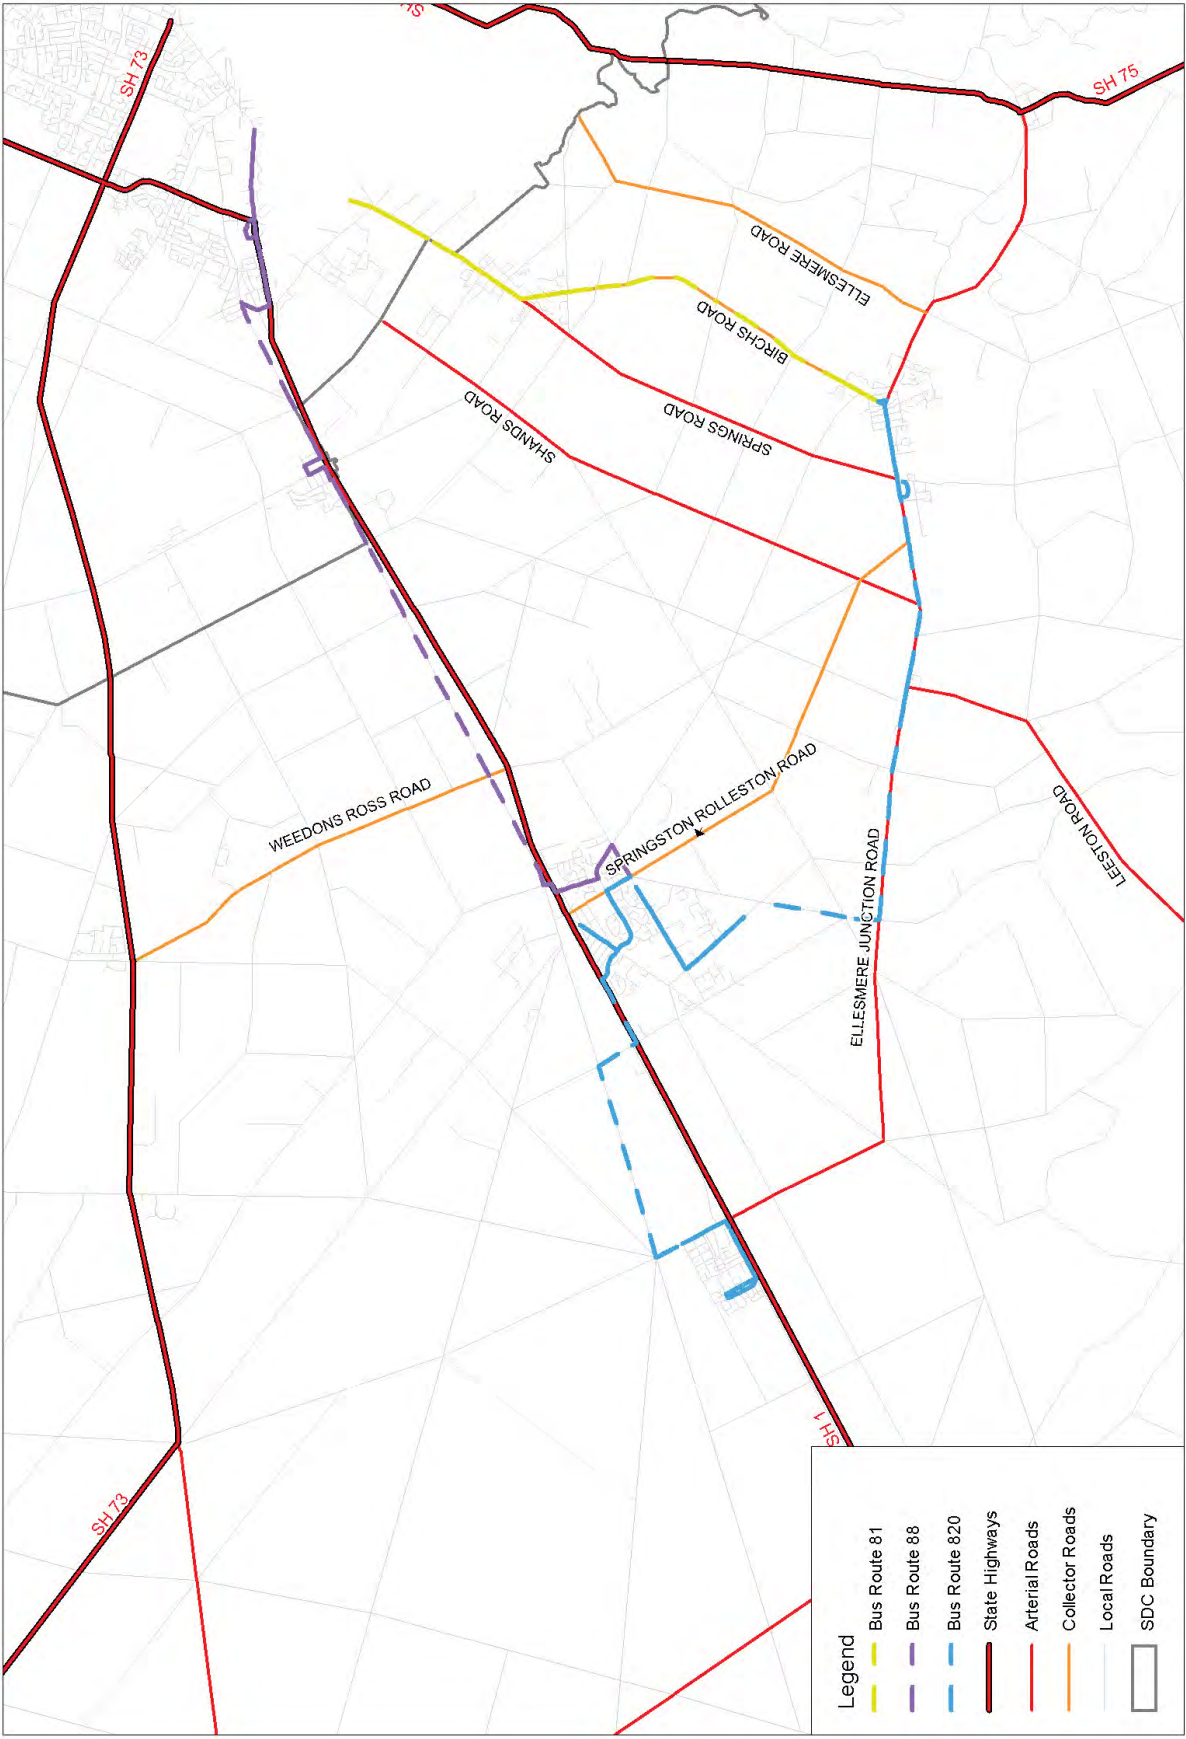 SH 73
SH
SH 75
ELLESMERE ROAD
BIRCHS ROAD
SPRINGS ROAD
SHANDS ROAD
WEEDONS ROSS ROAD
SPRINGSTON ROLLESTON ROAD
LEESTON ROAD
ELLESMERE JUNCTION ROAD
SH 1
SH 73
Legend
Bus Route 81
Bus Route 88
Bus Route 820
State Highways
Arterial Roads
Collector Roads
Local Roads
SDC Boundary